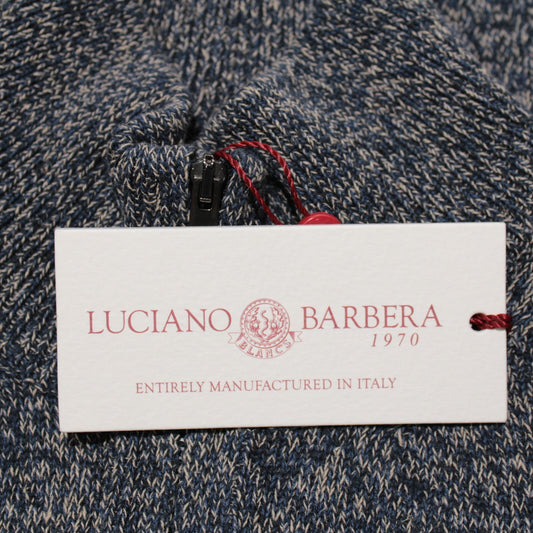 LUCIANO BARBERA
1970
BLANCS
ENTIRELY MANUFACTURED IN ITALY